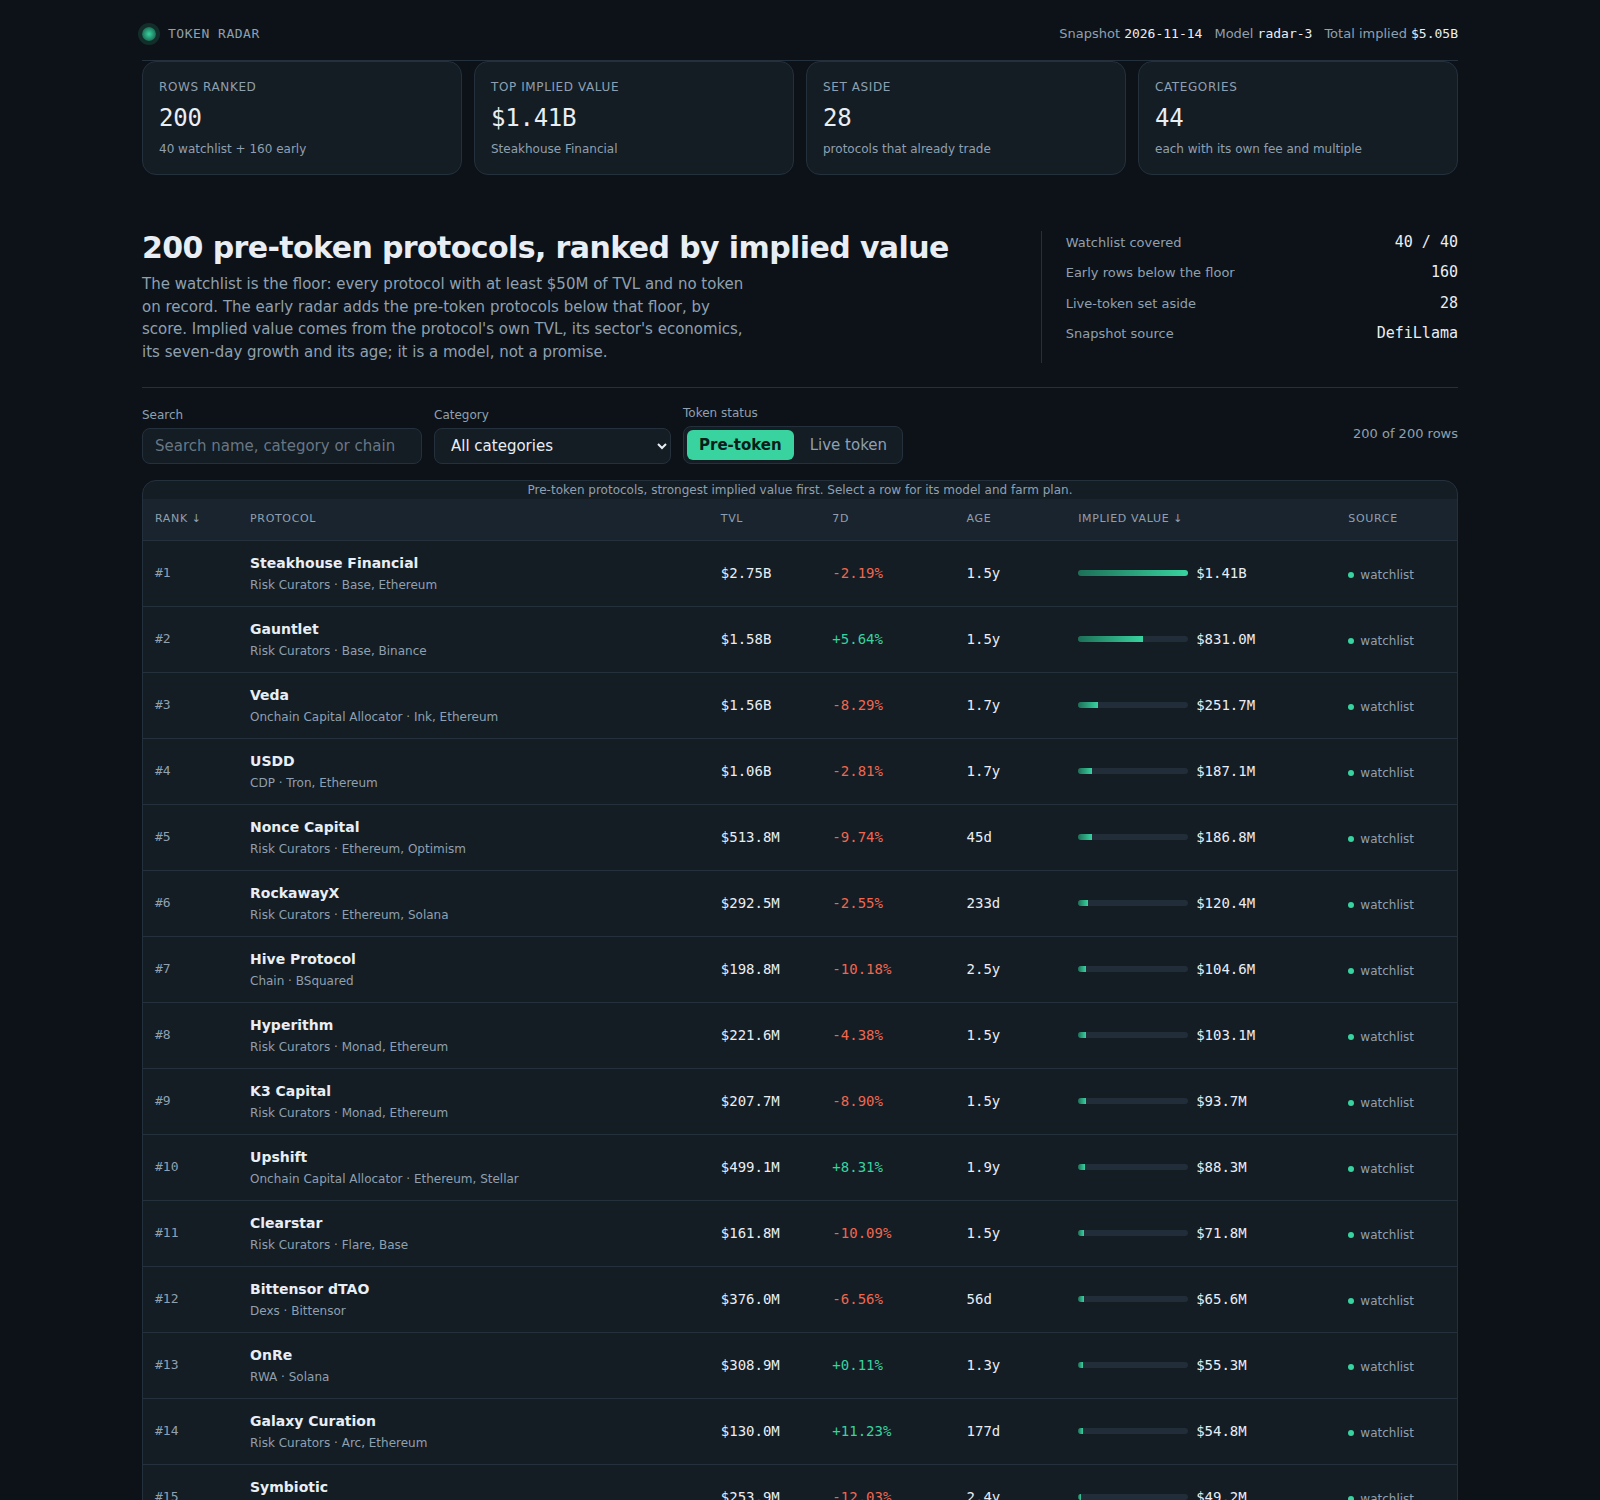 TOKEN RADAR
Snapshot 2026-11-14 Model radar-3 Total implied $5.05B
ROWS RANKED
200
40 watchlist + 160 early
TOP IMPLIED VALUE
$1.41B
Steakhouse Financial
SET ASIDE
28
protocols that already trade
CATEGORIES
44
each with its own fee and multiple
200 pre-token protocols, ranked by implied value
The watchlist is the floor: every protocol with at least $50M of TVL and no token
on record. The early radar adds the pre-token protocols below that floor, by
score. Implied value comes from the protocol's own TVL, its sector's economics,
its seven-day growth and its age; it is a model, not a promise.
Watchlist covered 40 / 40
Early rows below the floor 160
Live-token set aside 28
Snapshot source DefiLlama
Search
Search name, category or chain
Category
All categories
Token status
Pre-token Live token
200 of 200 rows
Pre-token protocols, strongest implied value first. Select a row for its model and farm plan.
RANK ↓ PROTOCOL TVL 7D AGE IMPLIED VALUE ↓ SOURCE
#1 Steakhouse Financial $2.75B -2.19% 1.5y $1.41B watchlist
Risk Curators · Base, Ethereum
#2 Gauntlet $1.58B +5.64% 1.5y $831.0M watchlist
Risk Curators · Base, Binance
#3 Veda $1.56B -8.29% 1.7y $251.7M watchlist
Onchain Capital Allocator · Ink, Ethereum
#4 USDD $1.06B -2.81% 1.7y $187.1M watchlist
CDP · Tron, Ethereum
#5 Nonce Capital $513.8M -9.74% 45d $186.8M watchlist
Risk Curators · Ethereum, Optimism
#6 RockawayX $292.5M -2.55% 233d $120.4M watchlist
Risk Curators · Ethereum, Solana
#7 Hive Protocol $198.8M -10.18% 2.5y $104.6M watchlist
Chain · BSquared
#8 Hyperithm $221.6M -4.38% 1.5y $103.1M watchlist
Risk Curators · Monad, Ethereum
#9 K3 Capital $207.7M -8.90% 1.5y $93.7M watchlist
Risk Curators · Monad, Ethereum
#10 Upshift $499.1M +8.31% 1.9y $88.3M watchlist
Onchain Capital Allocator · Ethereum, Stellar
#11 Clearstar $161.8M -10.09% 1.5y $71.8M watchlist
Risk Curators · Flare, Base
#12 Bittensor dTAO $376.0M -6.56% 56d $65.6M watchlist
Dexs · Bittensor
#13 OnRe $308.9M +0.11% 1.3y $55.3M watchlist
RWA · Solana
#14 Galaxy Curation $130.0M +11.23% 177d $54.8M watchlist
Risk Curators · Arc, Ethereum
#15 Symbiotic $253.9M -12.03% 2.4y $49.2M watchlist